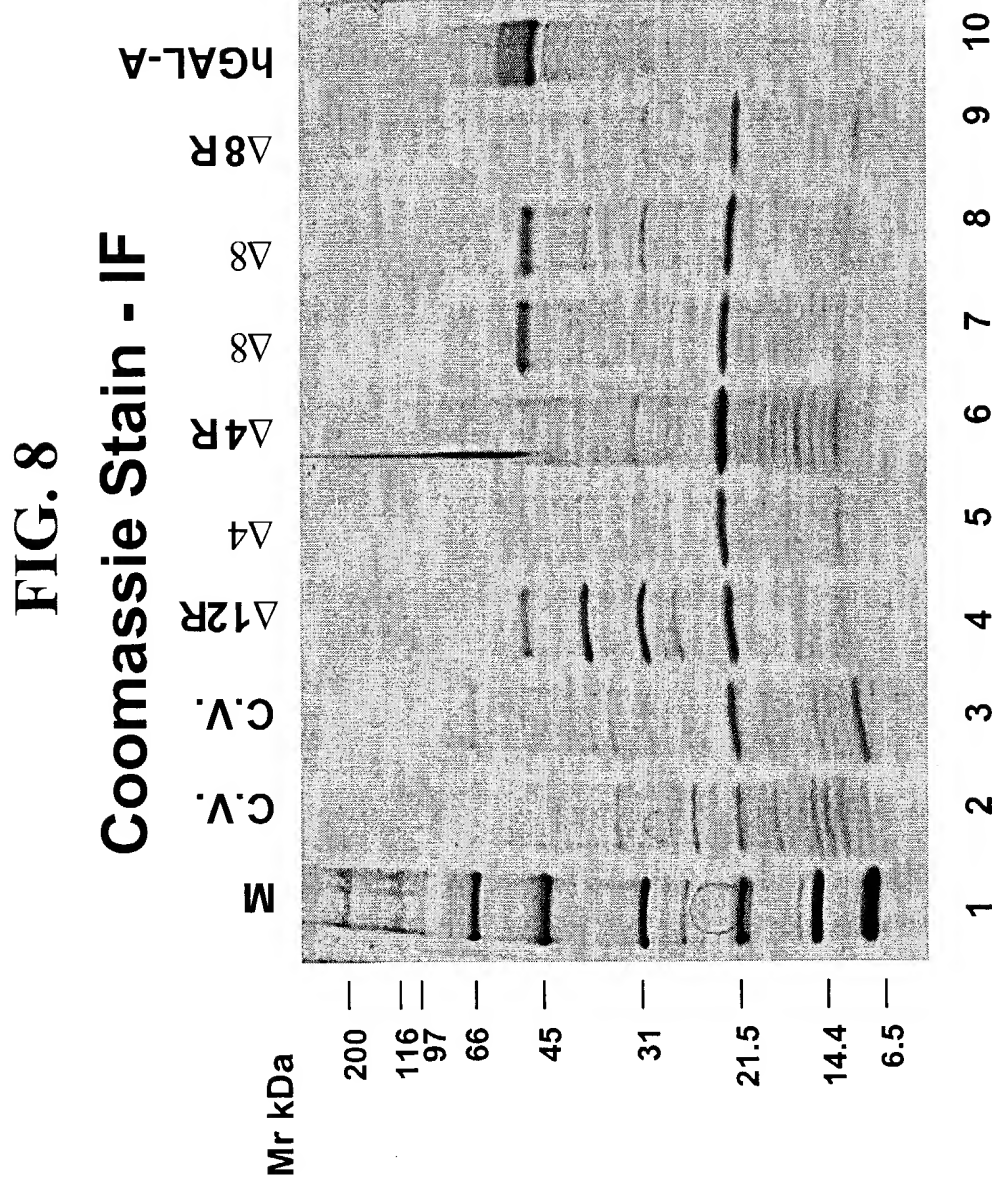 FIG. 8
Coomassie Stain - IF
M C.V. C.V. Δ12R Δ4 Δ4R Δ8 Δ8 Δ8R hGAL-A
Mr kDa
200
116
97
66
45
31
21.5
14.4
6.5
1 2 3 4 5 6 7 8 9 10